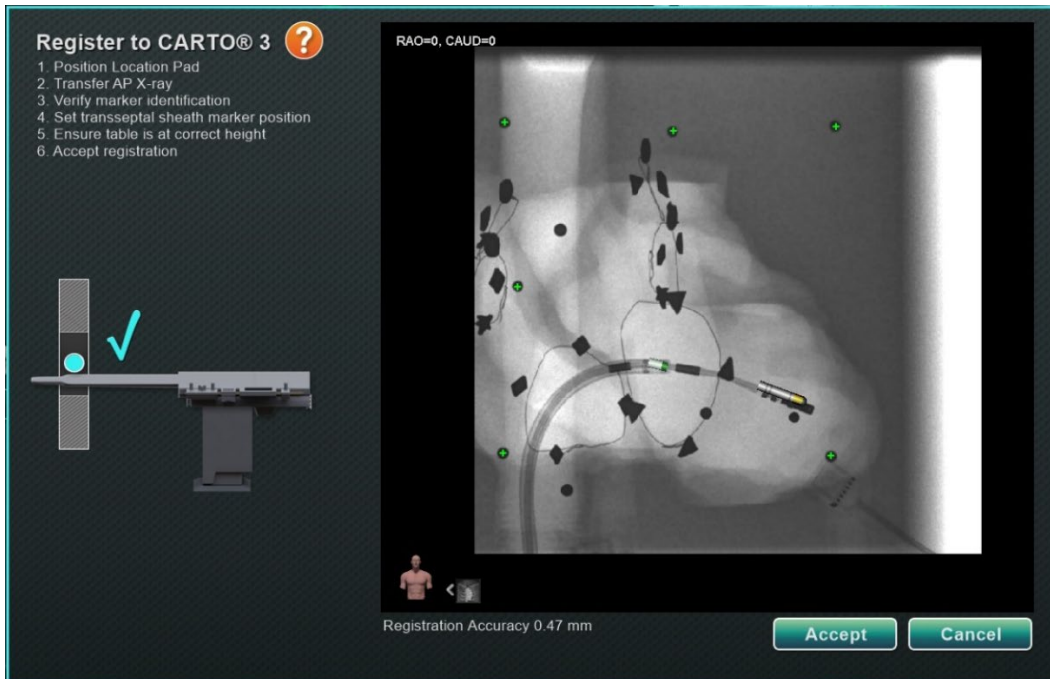 Register to CARTO® 3 ?
1. Position Location Pad
2. Transfer AP X-ray
3. Verify marker identification
4. Set transseptal sheath marker position
5. Ensure table is at correct height
6. Accept registration
RAO=0, CAUD=0
Registration Accuracy 0.47 mm
Accept
Cancel